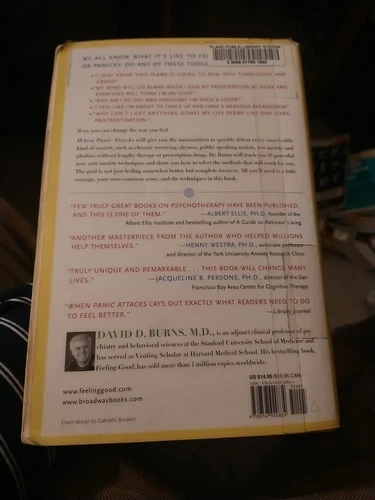 PLANO PUBLIC LIBRARY SYSTEM
WE ALL KNOW WHAT IT'S LIKE TO FE
OR PANICKY. DO ANY OF THESE THOU
"I JUST KNOW THIS PLANE IS GOING TO RUN INTO TURBULENCE AND
CRASH!"
"MY MIND WILL GO BLANK WHEN I GIVE MY PRESENTATION AT WORK AND
EVERYONE WILL THINK I'M AN IDIOT."
"WHY AM I SO SHY AND INSECURE? I'M SUCH A LOSER!"
"I FEEL LIKE I'M ABOUT TO CRACK UP AND HAVE A NERVOUS BREAKDOWN!"
"WHY CAN'T I GET ANYTHING DONE? MY LIFE SEEMS LIKE ONE LONG
PROCRASTINATION."
you can change the way you feel.
When Panic Attacks will give you the ammunition to quickly defeat every conceivable
kind of anxiety, such as chronic worrying, shyness, public speaking anxiety, test anxiety, and
phobias without lengthy therapy or prescription drugs. Dr. Burns will teach you 40 powerful
new anti-anxiety techniques and show you how to select the methods that will work for you.
The goal is not just feeling somewhat better, but complete recovery. All you'll need is a little
courage, your own common sense, and the techniques in this book.
"FEW TRULY GREAT BOOKS ON PSYCHOTHERAPY HAVE BEEN PUBLISHED,
AND THIS IS ONE OF THEM." —ALBERT ELLIS, PH.D., founder of the
Albert Ellis Institute and bestselling author of A Guide to Rational Living
"ANOTHER MASTERPIECE FROM THE AUTHOR WHO HELPED MILLIONS
HELP THEMSELVES." —HENNY WESTRA, PH.D., associate professor
and director of the York University Anxiety Research Clinic
"TRULY UNIQUE AND REMARKABLE . . . THIS BOOK WILL CHANGE MANY
LIVES." —JACQUELINE B. PERSONS, PH.D., director of the San
Francisco Bay Area Center for Cognitive Therapy
"WHEN PANIC ATTACKS LAYS OUT EXACTLY WHAT READERS NEED TO DO
TO FEEL BETTER." —Library Journal
DAVID D. BURNS, M.D., is an adjunct clinical professor of psy-
chiatry and behavioral sciences at the Stanford University School of Medicine and
has served as Visiting Scholar at Harvard Medical School. His bestselling book,
Feeling Good, has sold more than 4 million copies worldwide.
www.feelinggood.com
www.broadwaybooks.com
US $14.95/$19.95 CAN
Cover design by Gabrielle Bordwin